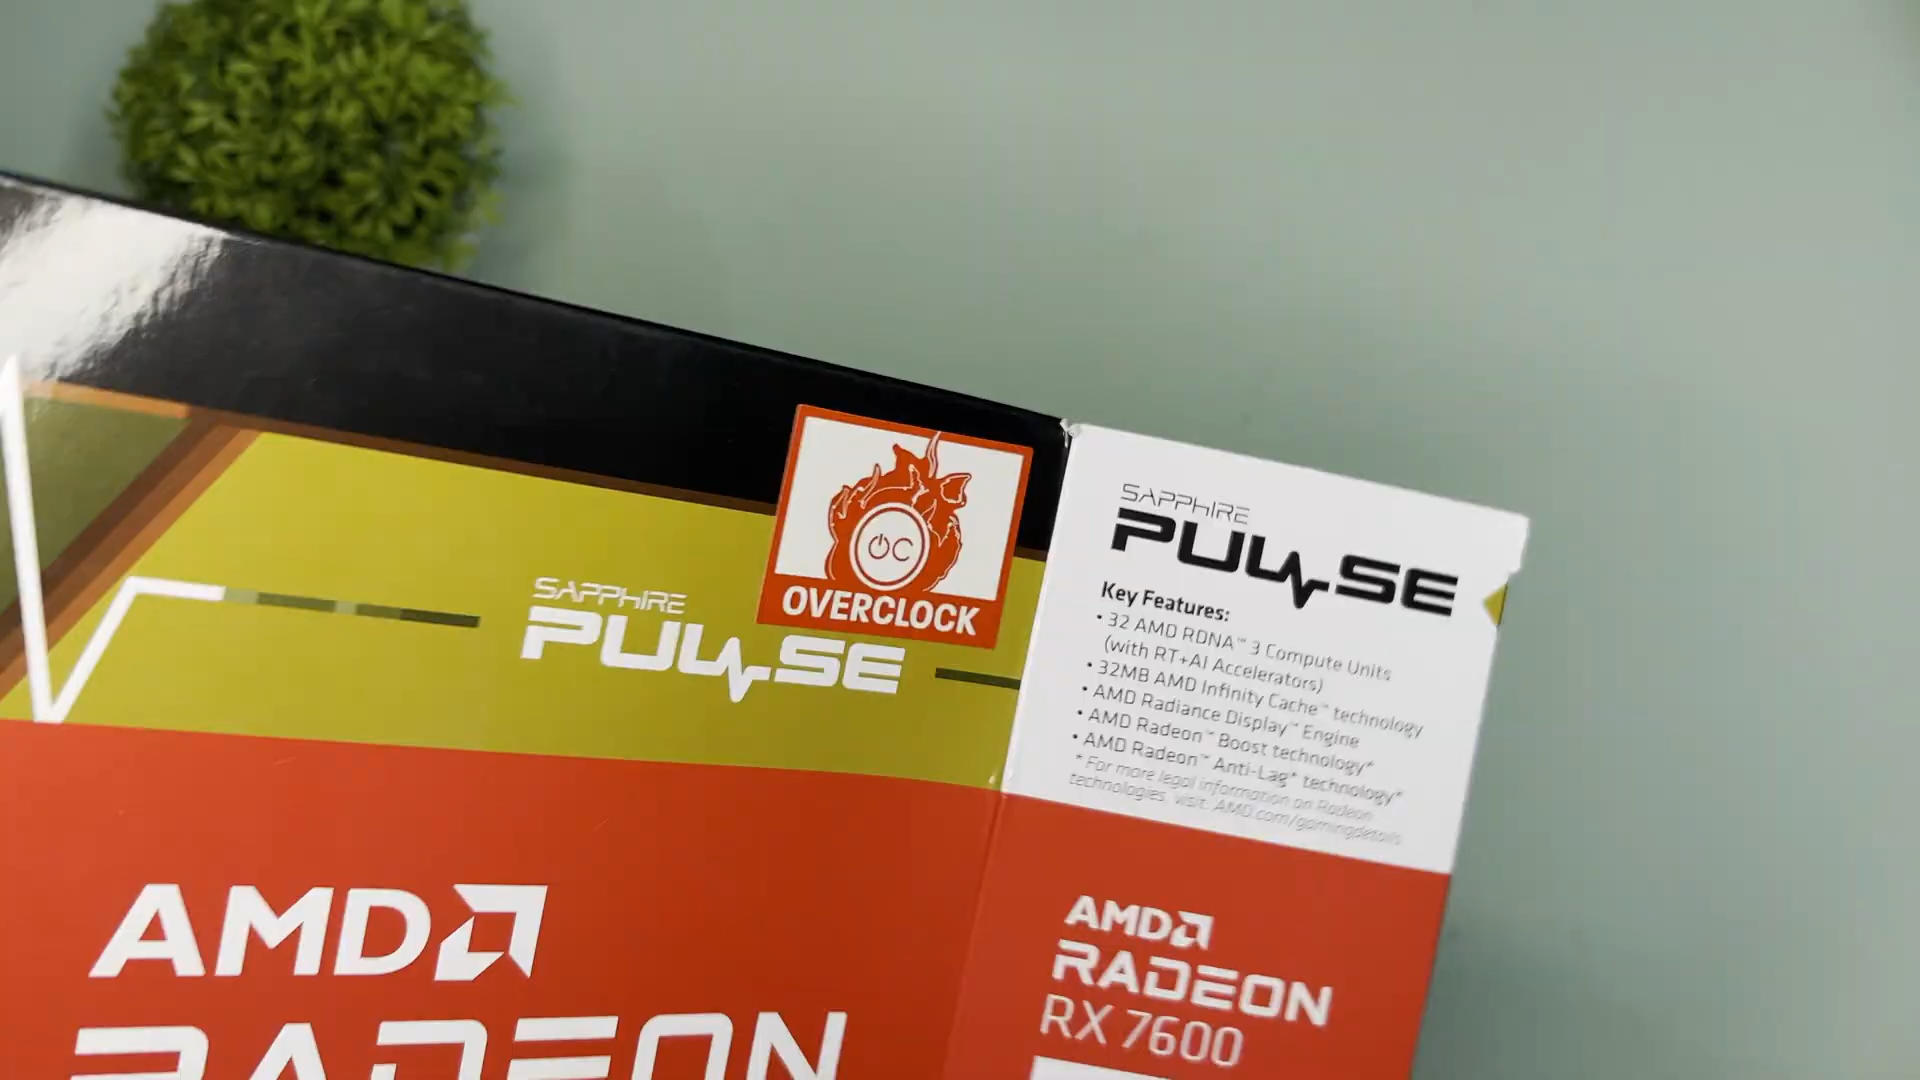 OC
OVERCLOCK
SAPPHIRE
PULSE
AMD
RADEON
SAPPHIRE
PULSE
Key Features:
• 32 AMD RDNA™ 3 Compute Units
(with RT+AI Accelerators)
• 32MB AMD Infinity Cache™ technology
• AMD Radiance Display™ Engine
• AMD Radeon™ Boost technology*
• AMD Radeon™ Anti-Lag* technology*
* For more legal information on Radeon
technologies, visit: AMD.com/gamingdetails
AMD
RADEON
RX 7600